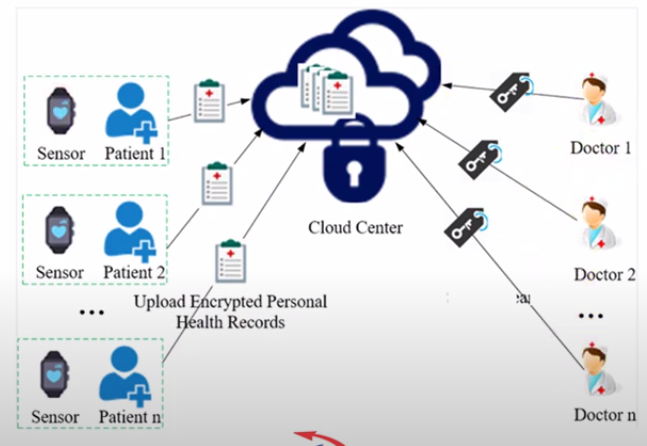 Sensor
Patient 1
Doctor 1
Cloud Center
Sensor
Patient 2
Doctor 2
...
Upload Encrypted Personal
Health Records
...
Sensor
Patient n
Doctor n